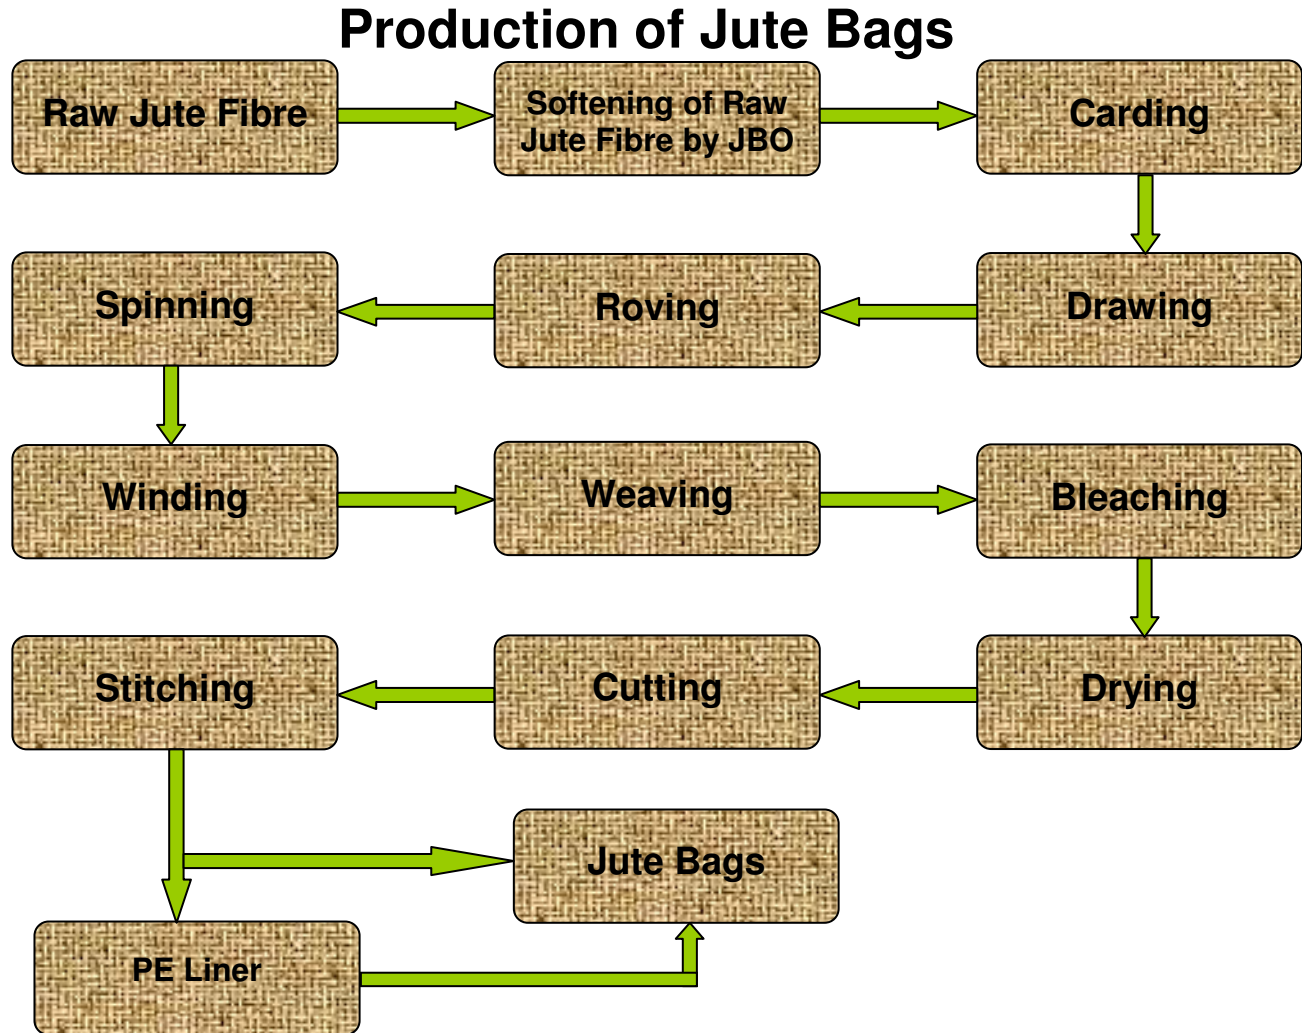 Production of Jute Bags
Raw Jute Fibre
Softening of Raw
Jute Fibre by JBO
Carding
Spinning
Roving
Drawing
Winding
Weaving
Bleaching
Stitching
Cutting
Drying
Jute Bags
PE Liner